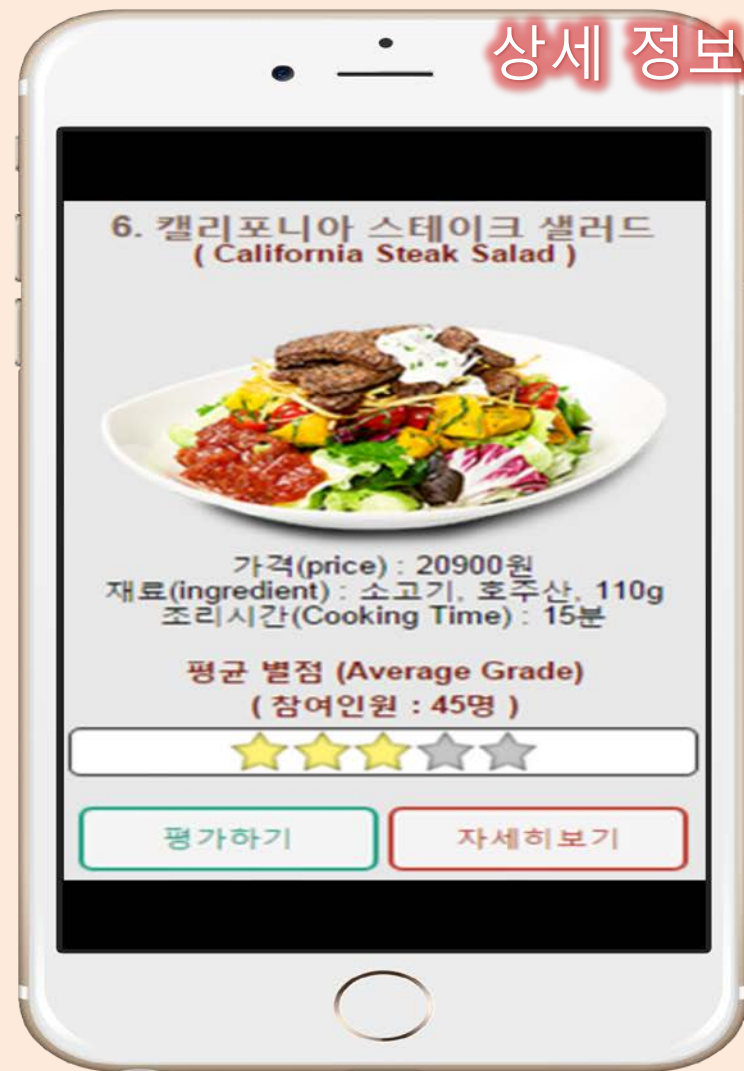 상세 정보
6. 캘리포니아 스테이크 샐러드
( California Steak Salad )
가격(price) : 20900원
재료(ingredient) : 소고기, 호주산, 110g
조리시간(Cooking Time) : 15분
평균 별점 (Average Grade)
( 참여인원 : 45명 )
평가하기
자세히보기